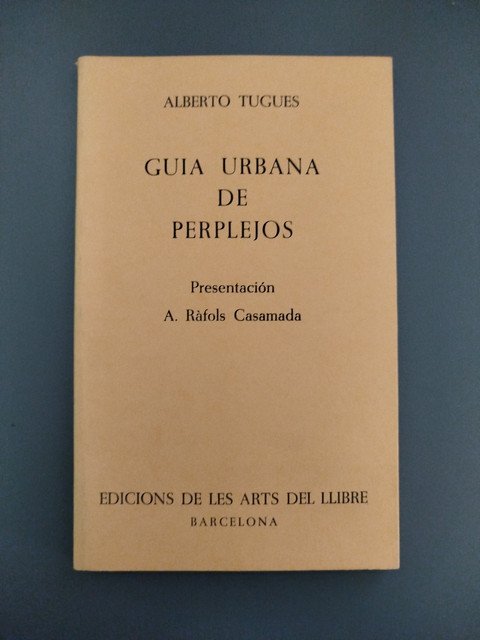 ALBERTO TUGUES
GUIA URBANA
DE
PERPLEJOS
Presentación
A. Ràfols Casamada
EDICIONS DE LES ARTS DEL LLIBRE
BARCELONA